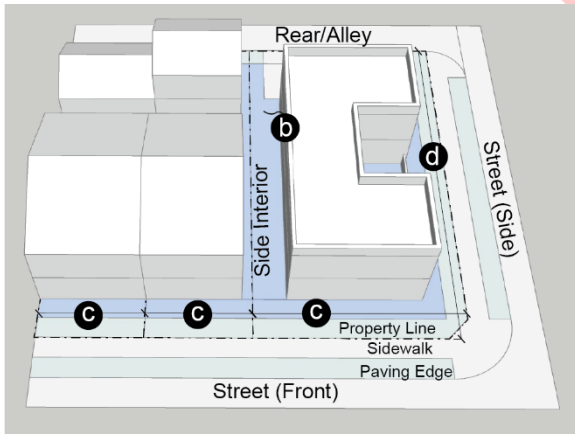 Rear/Alley
b
d
Side Interior
Street (Side)
c
c
c
Property Line
Sidewalk
Paving Edge
Street (Front)